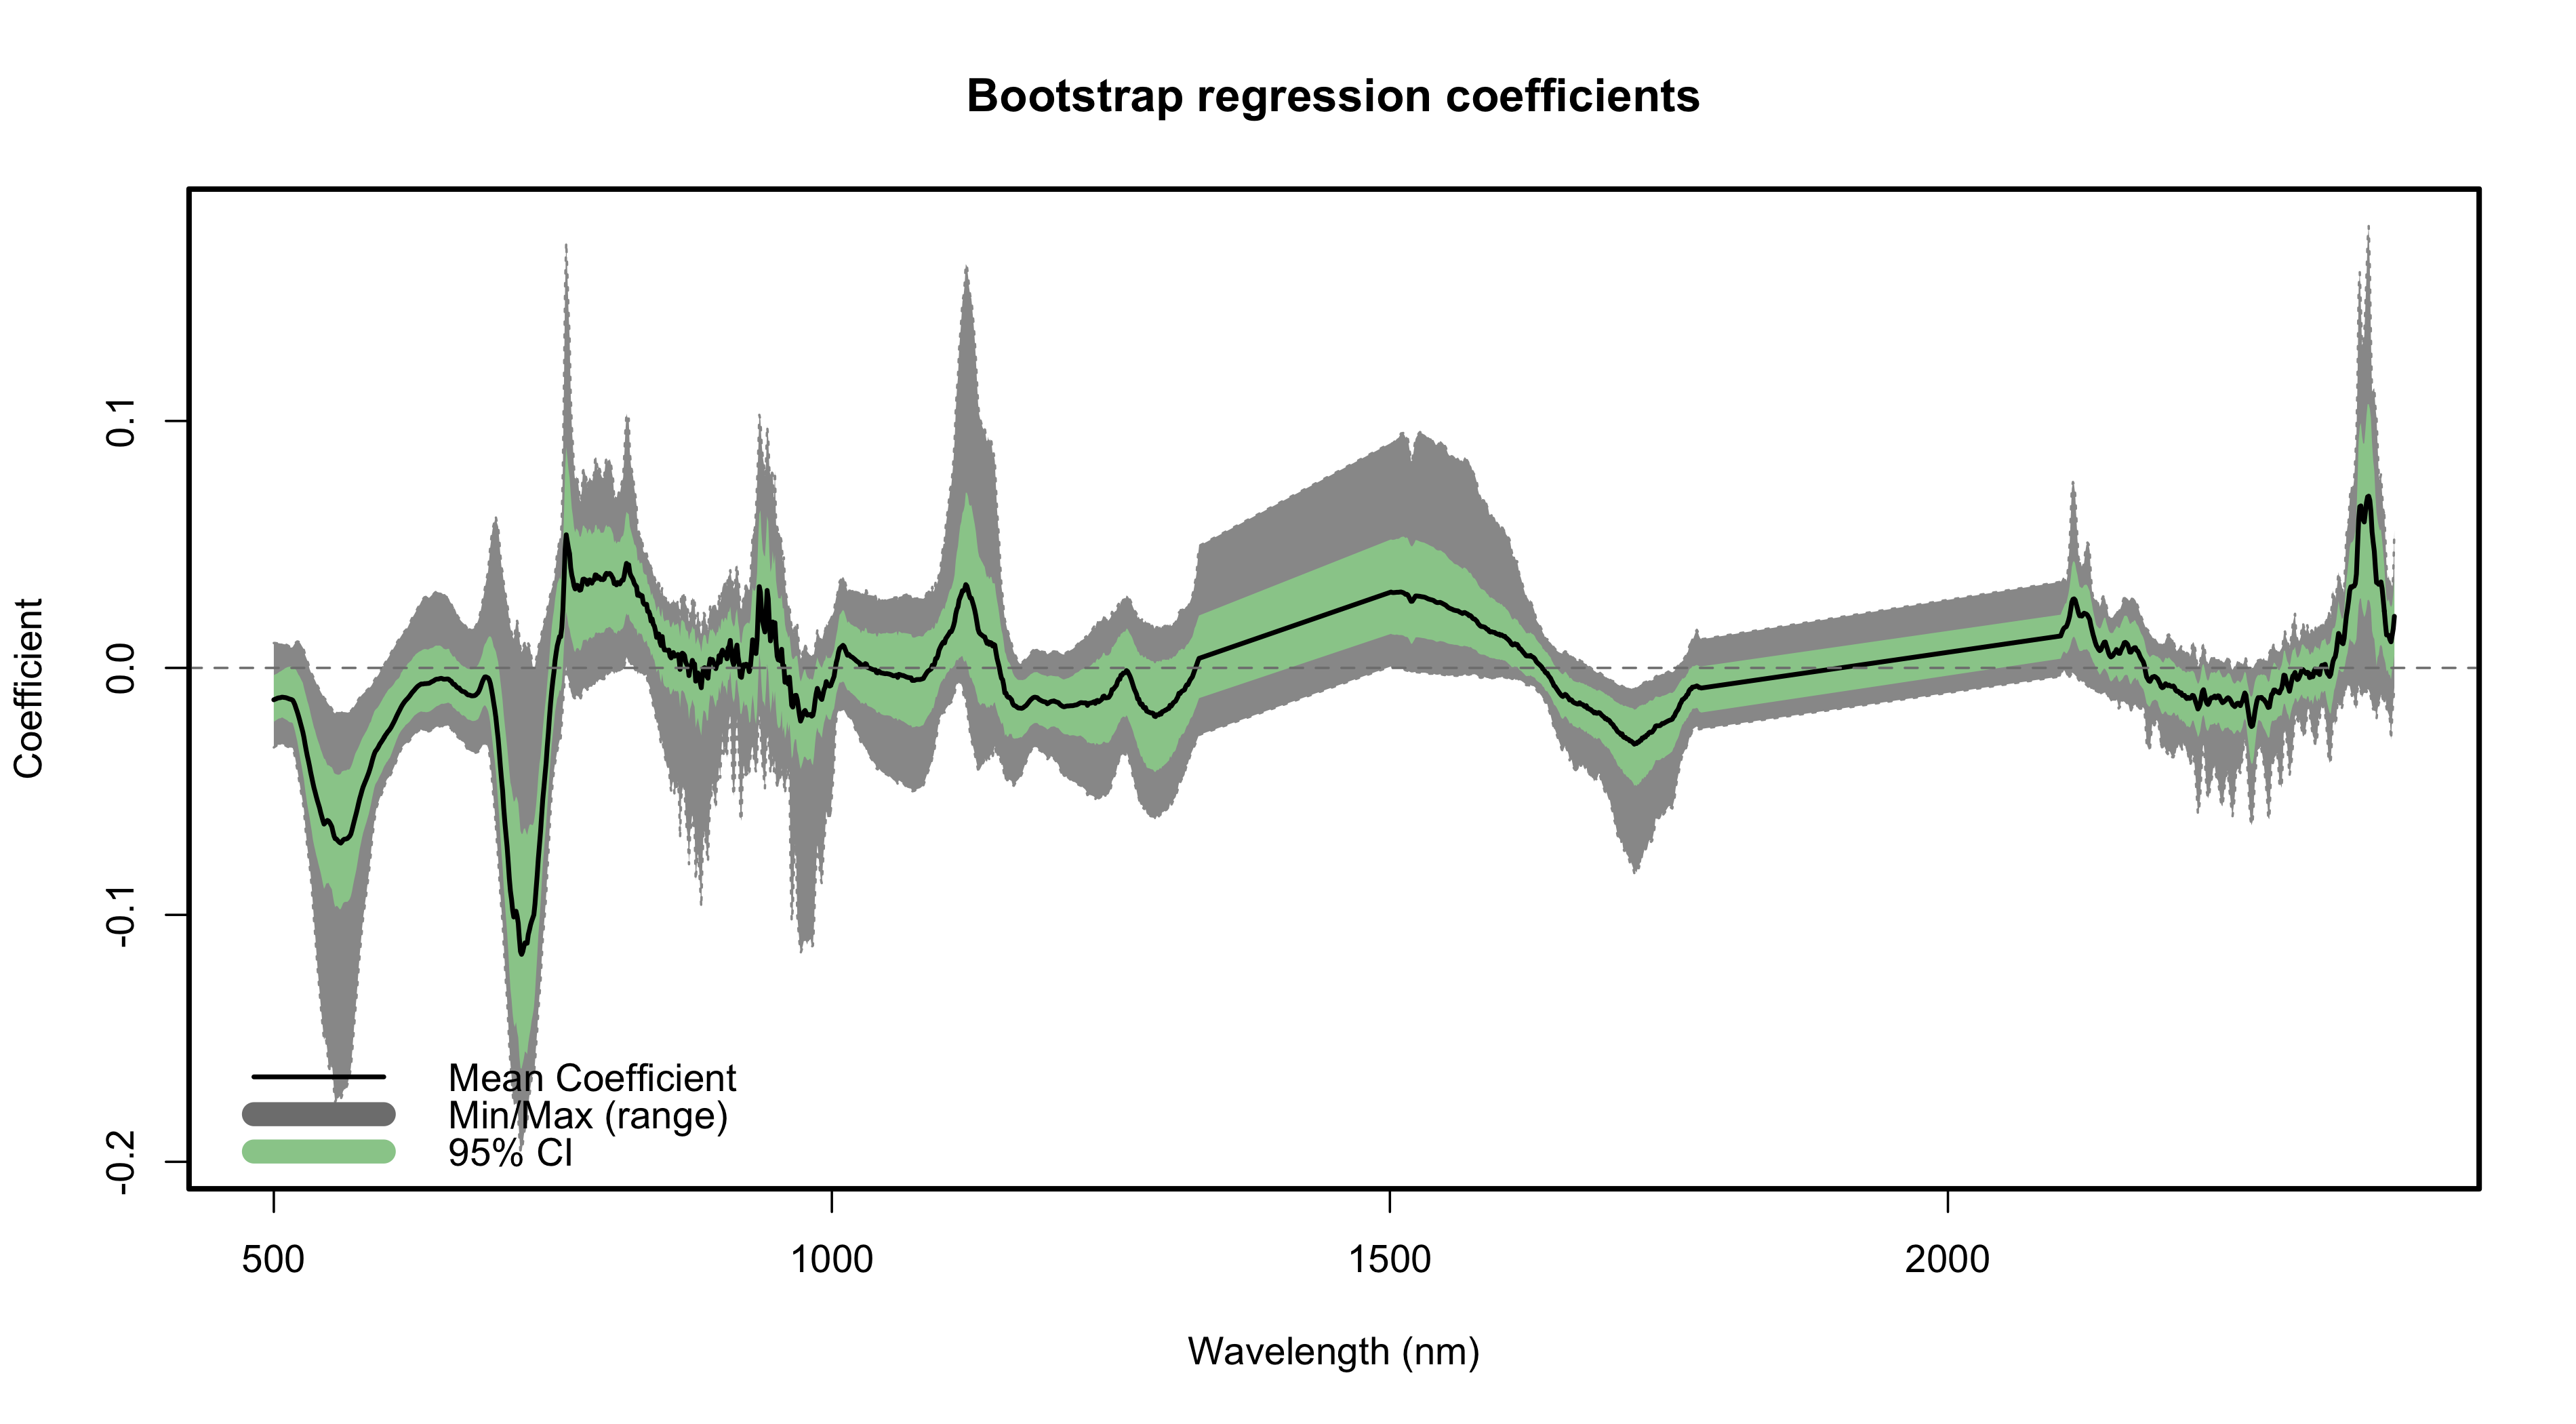 Bootstrap regression coefficients
Coefficient
0.1
0.0
-0.1
-0.2
Mean Coefficient
Min/Max (range)
95% CI
500
1000
1500
2000
Wavelength (nm)